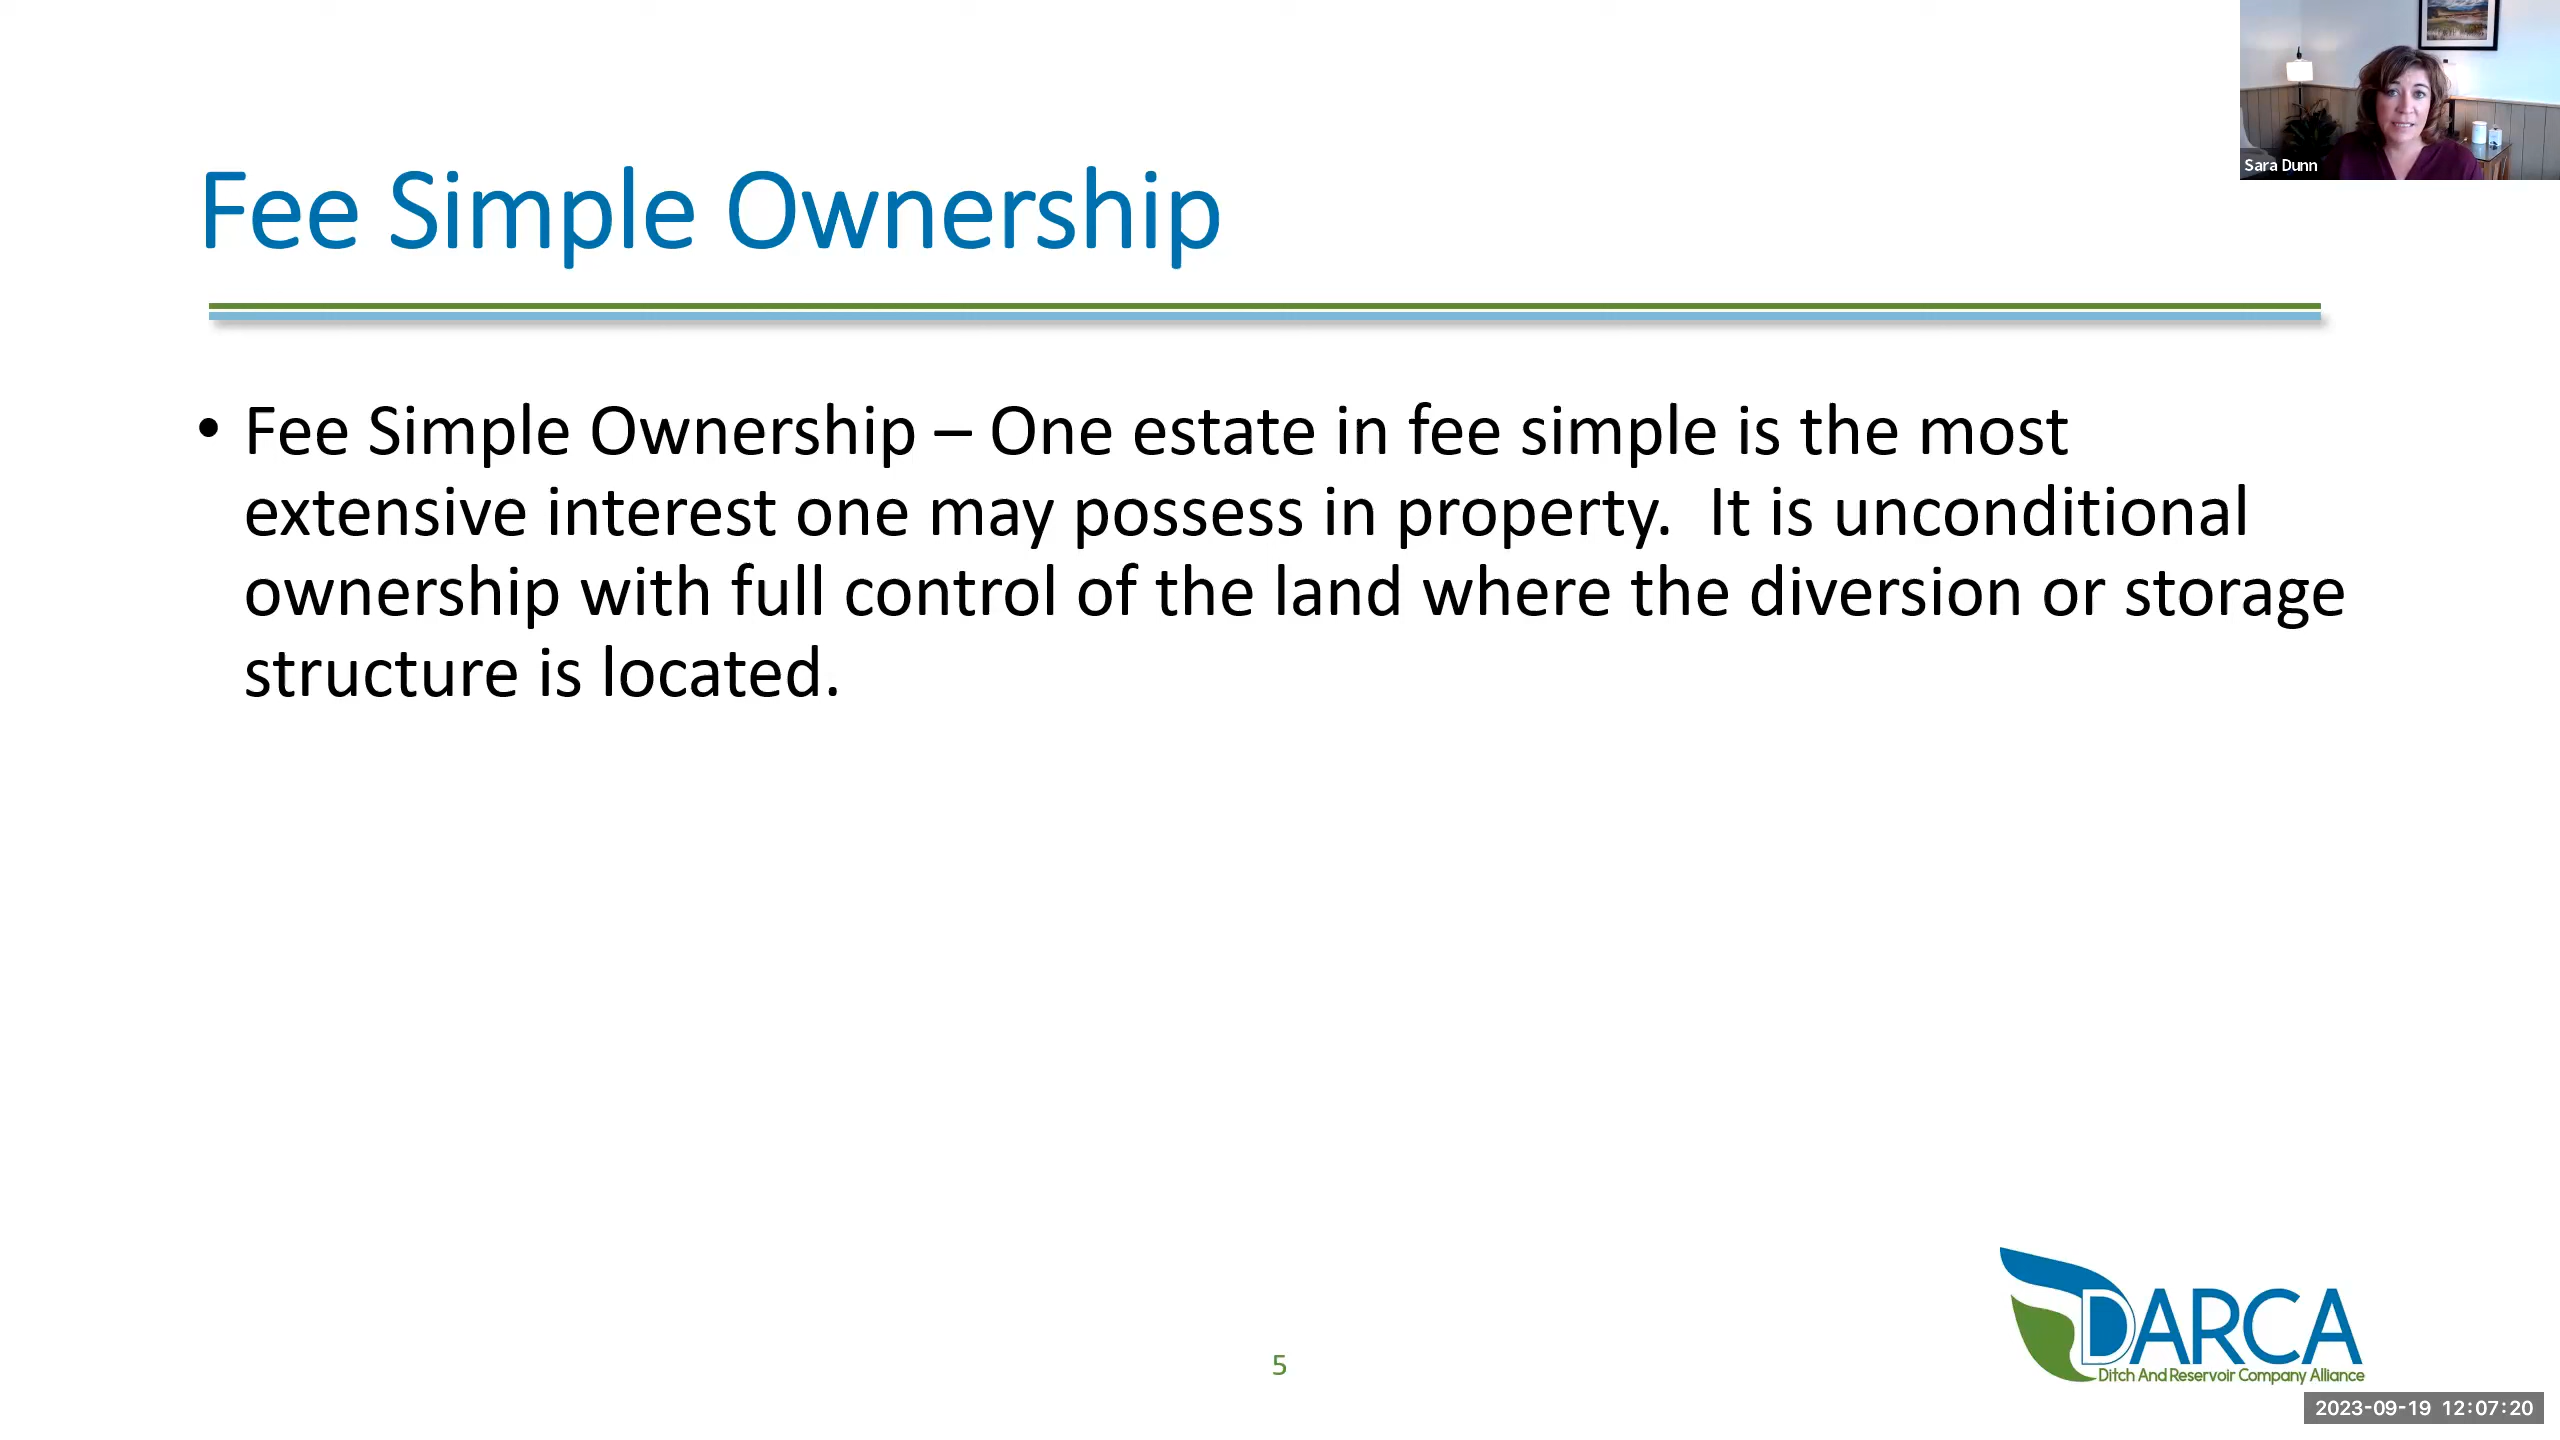 Sara Dunn
Fee Simple Ownership
• Fee Simple Ownership – One estate in fee simple is the most
extensive interest one may possess in property.  It is unconditional
ownership with full control of the land where the diversion or storage
structure is located.
DARCA
Ditch And Reservoir Company Alliance
5
2023-09-19 12:07:20